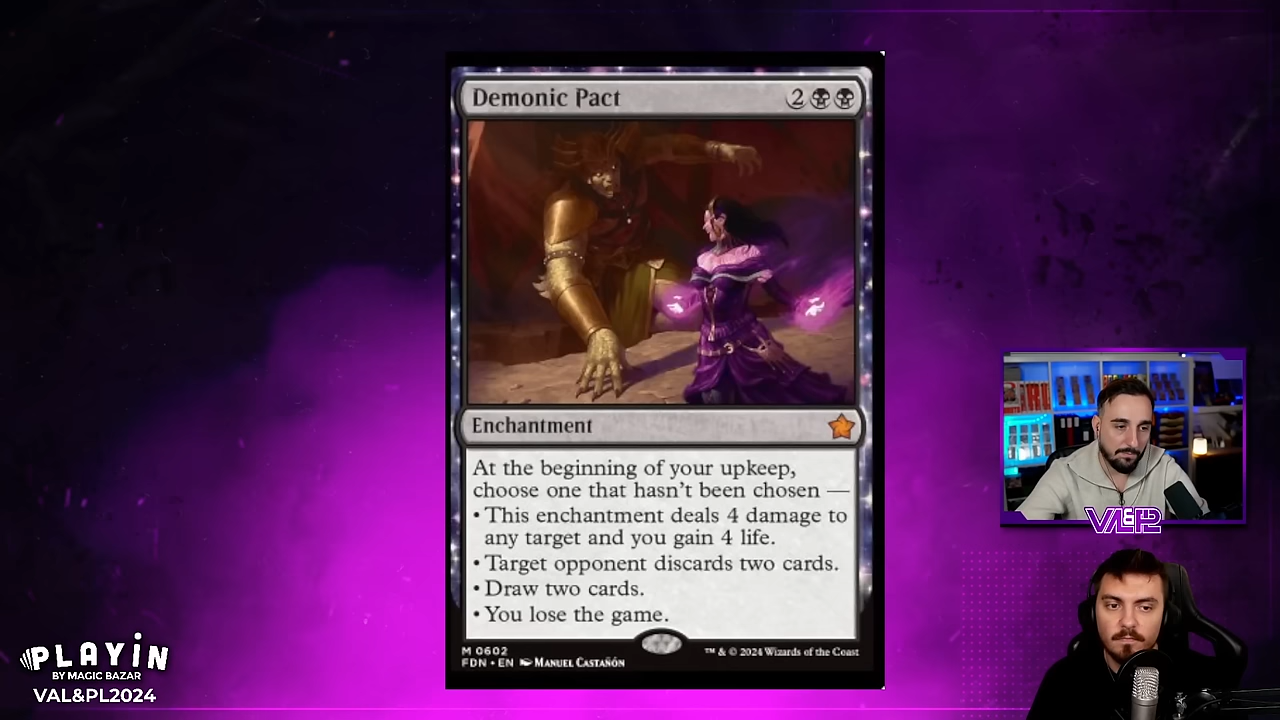 Demonic Pact 2
Enchantment
At the beginning of your upkeep,
choose one that hasn't been chosen —
• This enchantment deals 4 damage to
any target and you gain 4 life.
• Target opponent discards two cards.
• Draw two cards.
• You lose the game.
M 0602
FDN • EN MANUEL CASTAÑÓN
™ & © 2024 Wizards of the Coast
PLAYIN
BY MAGIC BAZAR
VAL&PL2024